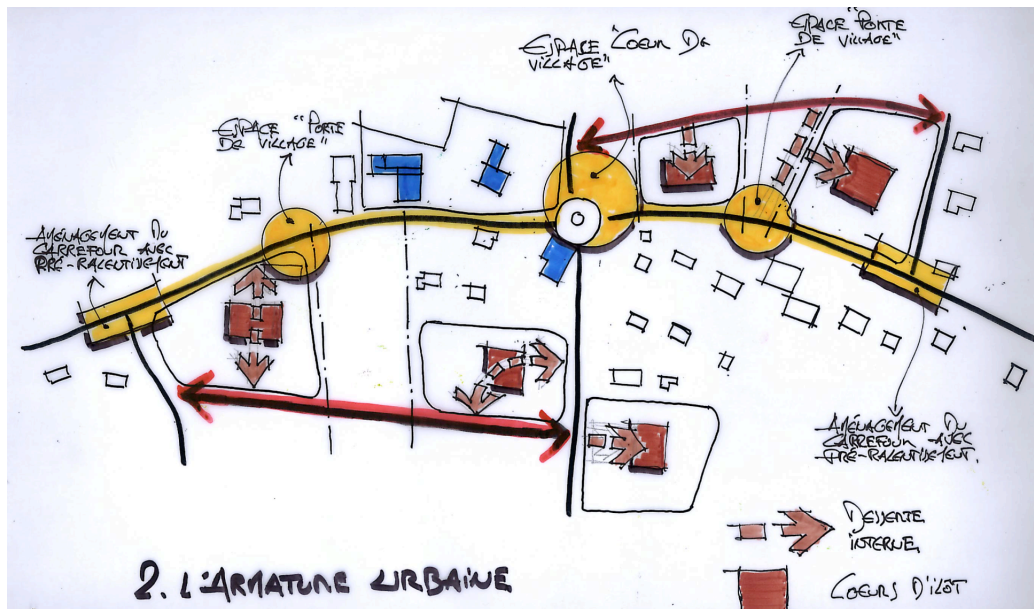 ESPACE "PORTE
DE VILLAGE"
ESPACE "COEUR DE
VILLAGE"
ESPACE "PORTE
DE VILLAGE"
AMÉNAGEMENT DU
CARREFOUR AVEC
PRÉ-RALENTISSEMENT
AMÉNAGEMENT DU
CARREFOUR AVEC
PRÉ-RALENTISSEMENT.
DESSERTE
INTERNE
COEURS D'ILÔT
2. L'ARMATURE URBAINE